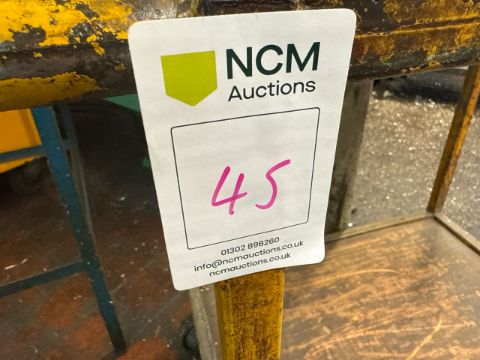 NCM
Auctions
45
01302 898260
info@ncmauctions.co.uk
ncmauctions.co.uk